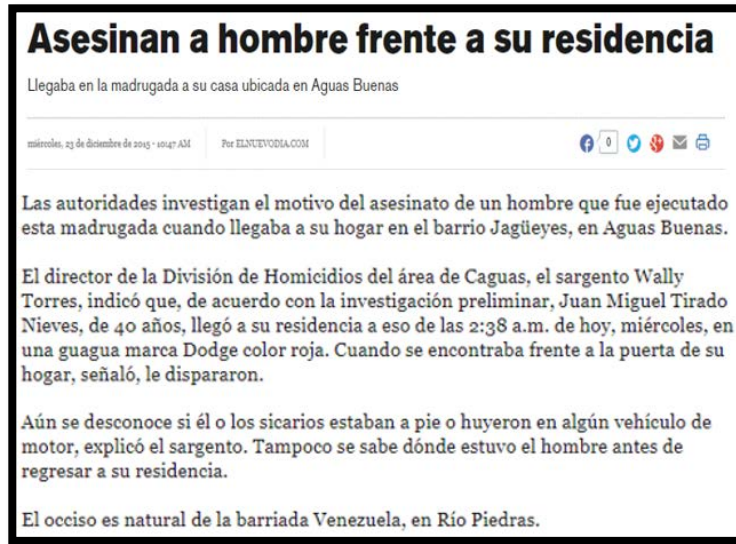 Asesinan a hombre frente a su residencia
Llegaba en la madrugada a su casa ubicada en Aguas Buenas
miércoles, 23 de diciembre de 2015 - 10:47 AM
Por ELNUEVODIA.COM
0
Las autoridades investigan el motivo del asesinato de un hombre que fue ejecutado
esta madrugada cuando llegaba a su hogar en el barrio Jagüeyes, en Aguas Buenas.
El director de la División de Homicidios del área de Caguas, el sargento Wally
Torres, indicó que, de acuerdo con la investigación preliminar, Juan Miguel Tirado
Nieves, de 40 años, llegó a su residencia a eso de las 2:38 a.m. de hoy, miércoles, en
una guagua marca Dodge color roja. Cuando se encontraba frente a la puerta de su
hogar, señaló, le dispararon.
Aún se desconoce si él o los sicarios estaban a pie o huyeron en algún vehículo de
motor, explicó el sargento. Tampoco se sabe dónde estuvo el hombre antes de
regresar a su residencia.
El occiso es natural de la barriada Venezuela, en Río Piedras.